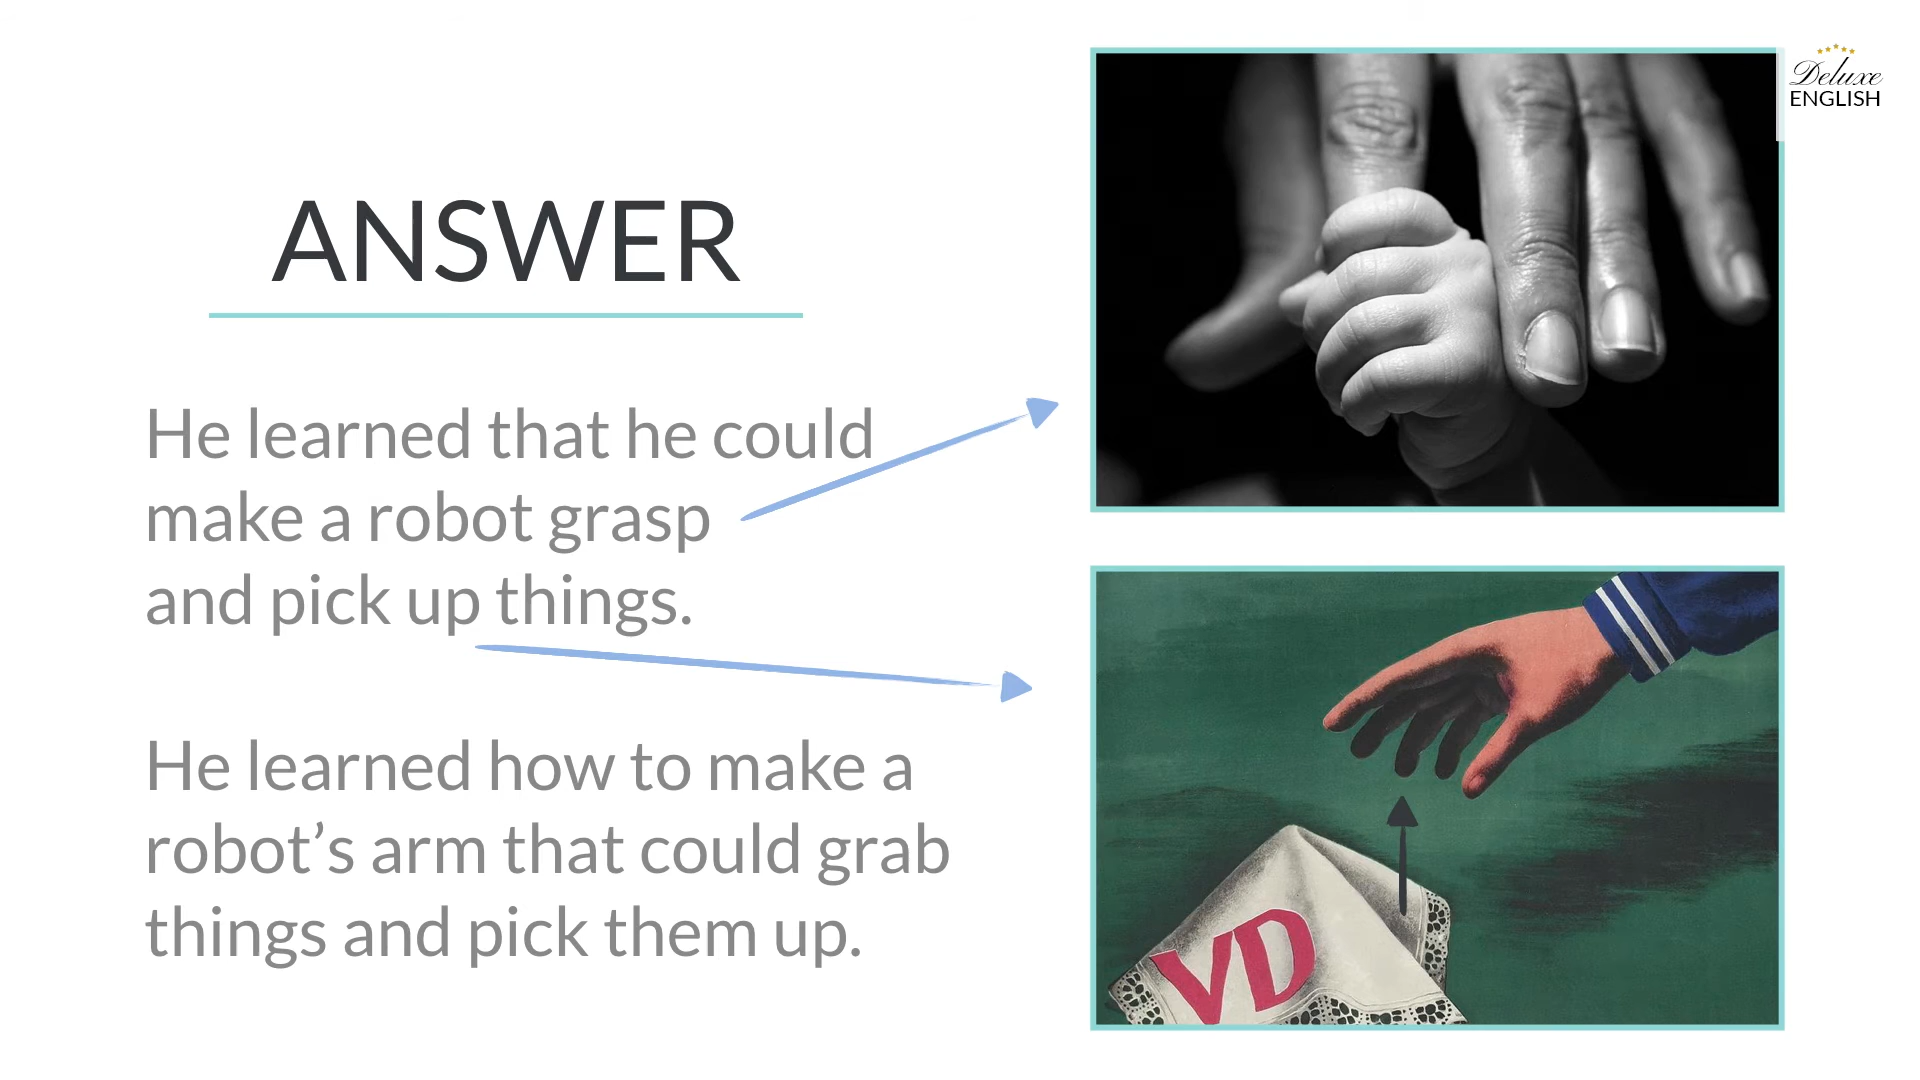 Deluxe
ENGLISH
ANSWER
He learned that he could
make a robot grasp
and pick up things.
He learned how to make a
robot’s arm that could grab
things and pick them up.
VD